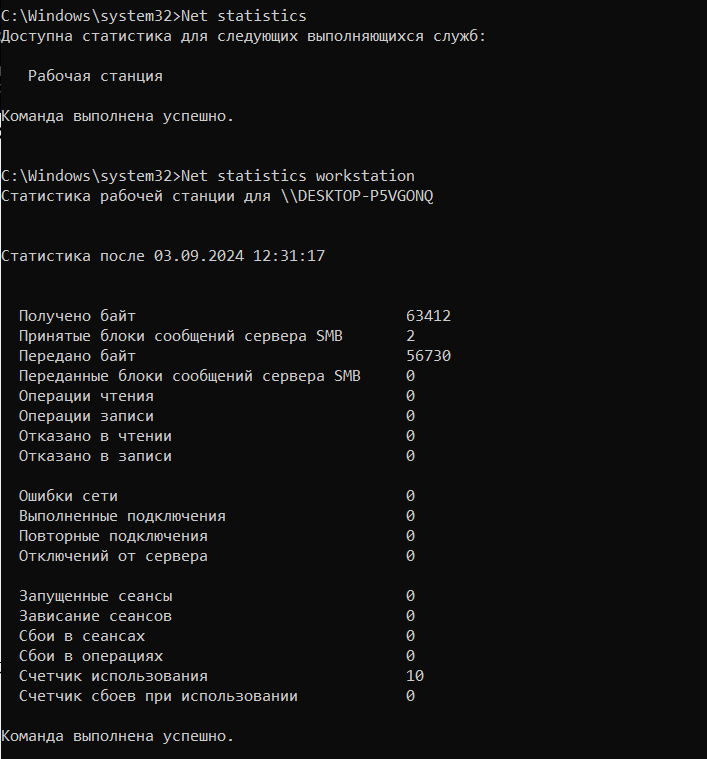 C:\Windows\system32>Net statistics
Доступна статистика для следующих выполняющихся служб:
Рабочая станция
Команда выполнена успешно.
C:\Windows\system32>Net statistics workstation
Статистика рабочей станции для \\DESKTOP-P5VGONQ
Статистика после 03.09.2024 12:31:17
Получено байт 63412
Принятые блоки сообщений сервера SMB 2
Передано байт 56730
Переданные блоки сообщений сервера SMB 0
Операции чтения 0
Операции записи 0
Отказано в чтении 0
Отказано в записи 0
Ошибки сети 0
Выполненные подключения 0
Повторные подключения 0
Отключений от сервера 0
Запущенные сеансы 0
Зависание сеансов 0
Сбои в сеансах 0
Сбои в операциях 0
Счетчик использования 10
Счетчик сбоев при использовании 0
Команда выполнена успешно.